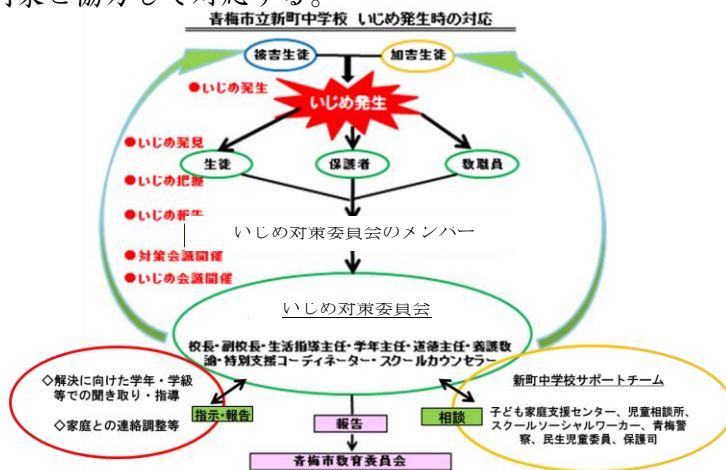 対応する。
青梅市立新町中学校 いじめ発生時の対応
被害生徒
加害生徒
●いじめ発生
いじめ発生
●いじめ発見
生徒
保護者
教職員
●いじめ把握
●いじめ報告
いじめ対策委員会のメンバー
●対策会議開催
●いじめ会議開催
いじめ対策委員会
校長・副校長・生活指導主任・学年主任・道徳主任・養護教
諭・特別支援コーディネーター・スクールカウンセラー
◇解決に向けた学年・学級
等での聞き取り・指導
◇家庭との連絡調整等
指示・報告
報告
相談
新町中学校サポートチーム
子ども家庭支援センター、児童相談所、
スクールソーシャルワーカー、青梅警
察、民生児童委員、保護司
青梅市教育委員会